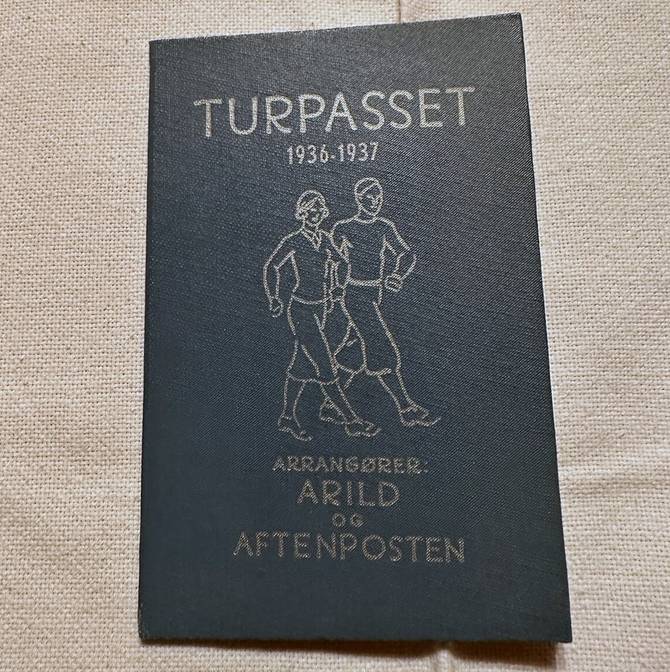 TURPASSET
1936-1937
ARRANGØRER:
ARILD
OG
AFTENPOSTEN